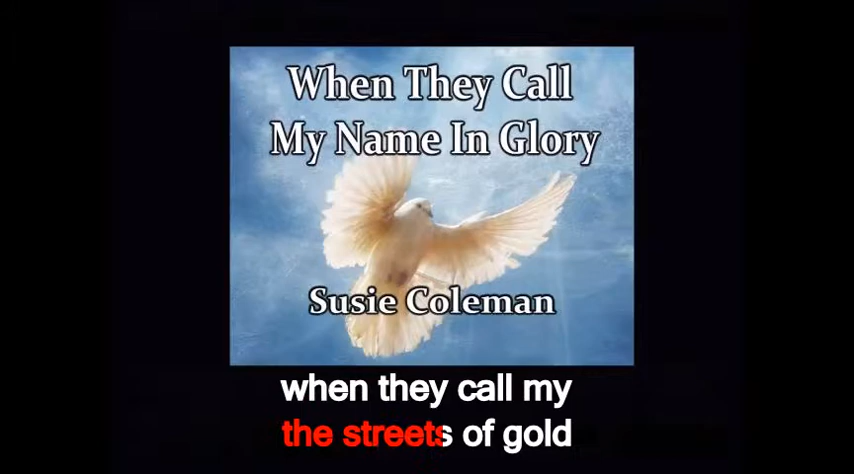 When They Call
My Name In Glory
Susie Coleman
when they call my
the streets of gold